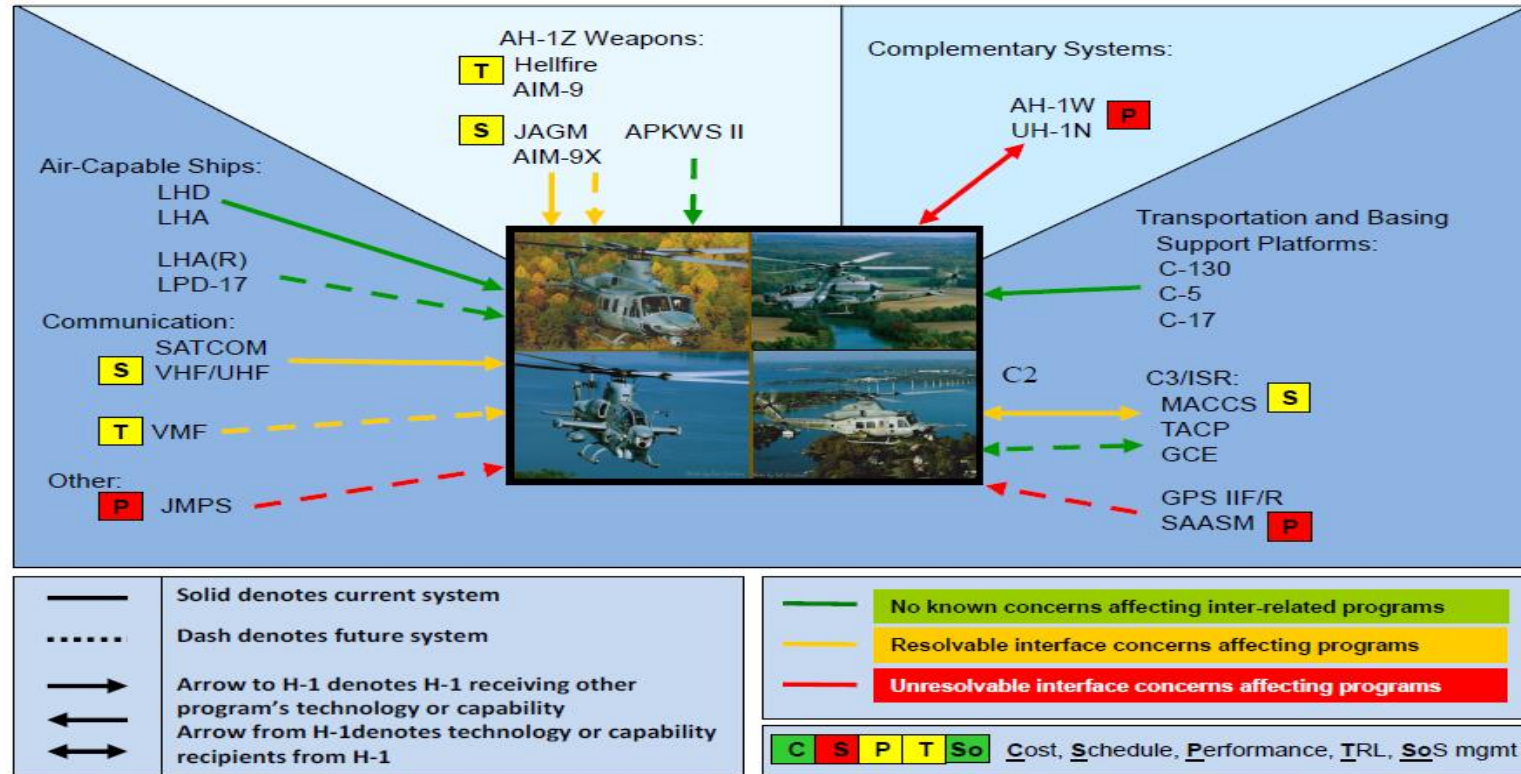 AH-1Z Weapons:
T Hellfire
AIM-9
S JAGM APKWS II
AIM-9X
Complementary Systems:
AH-1W
UH-1N
P
Air-Capable Ships:
LHD
LHA
LHA(R)
LPD-17
Communication:
SATCOM
S VHF/UHF
T VMF
Other:
P JMPS
Transportation and Basing
Support Platforms:
C-130
C-5
C-17
C2
C3/ISR:
MACCS S
TACP
GCE
GPS IIF/R
SAASM P
Solid denotes current system
Dash denotes future system
Arrow to H-1 denotes H-1 receiving other
program's technology or capability
Arrow from H-1denotes technology or capability
recipients from H-1
No known concerns affecting inter-related programs
Resolvable interface concerns affecting programs
Unresolvable interface concerns affecting programs
C S P T So Cost, Schedule, Performance, TRL, SoS mgmt